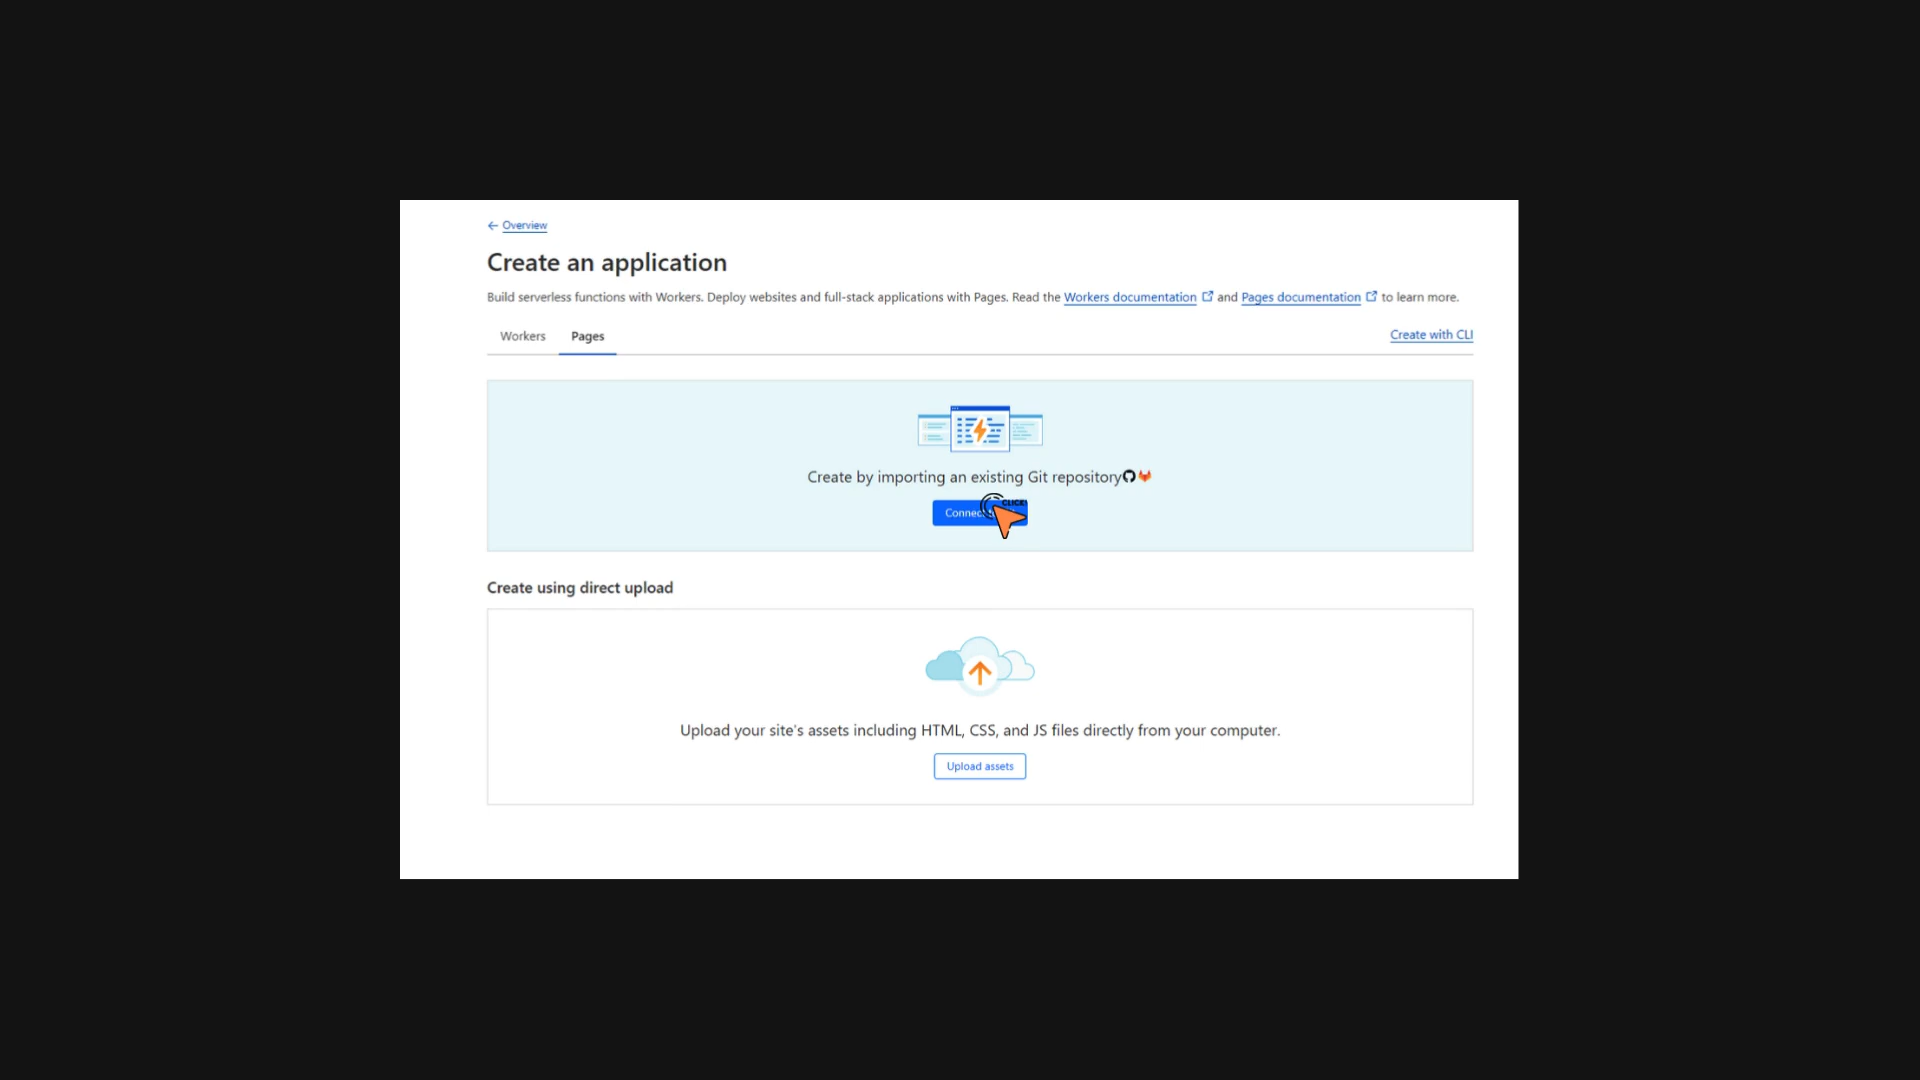 Overview
Create an application
Build serverless functions with Workers. Deploy websites and full-stack applications with Pages. Read the Workers documentation and Pages documentation to learn more.
Workers Pages Create with CLI
Create by importing an existing Git repository
CLICK
Create using direct upload
Upload your site's assets including HTML, CSS, and JS files directly from your computer.
Upload assets